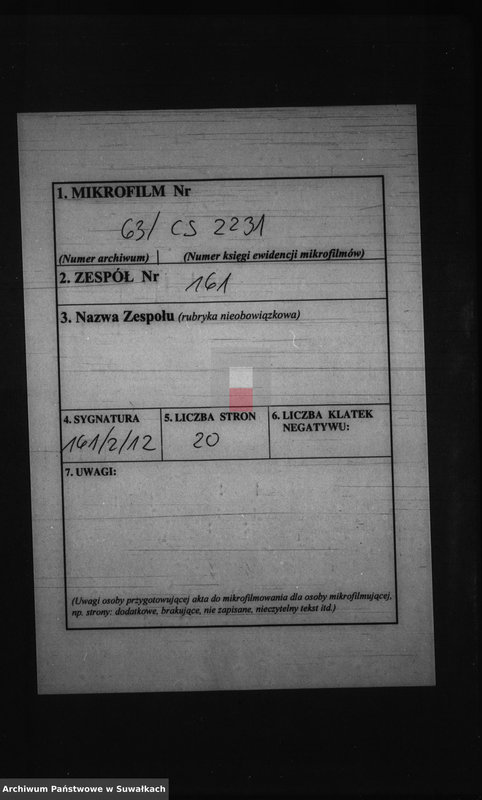 1. MIKROFILM Nr
63/ CS 2231
(Numer archiwum) (Numer księgi ewidencji mikrofilmów)
2. ZESPÓŁ Nr 161
3. Nazwa Zespołu (rubryka nieobowiązkowa)
4. SYGNATURA
161/2/12
5. LICZBA STRON
20
6. LICZBA KLATEK
NEGATYWU:
7. UWAGI:
(Uwagi osoby przygotowującej akta do mikrofilmowania dla osoby mikrofilmującej,
np. strony: dodatkowe, brakujące, nie zapisane, nieczytelny tekst itd.)
Archiwum Państwowe w Suwałkach